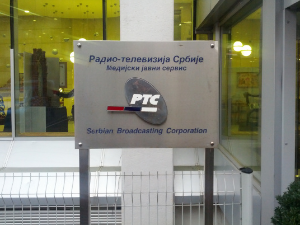 Радио-телевизија Србије
Медијски јавни сервис
РТС
Serbian Broadcasting Corporation